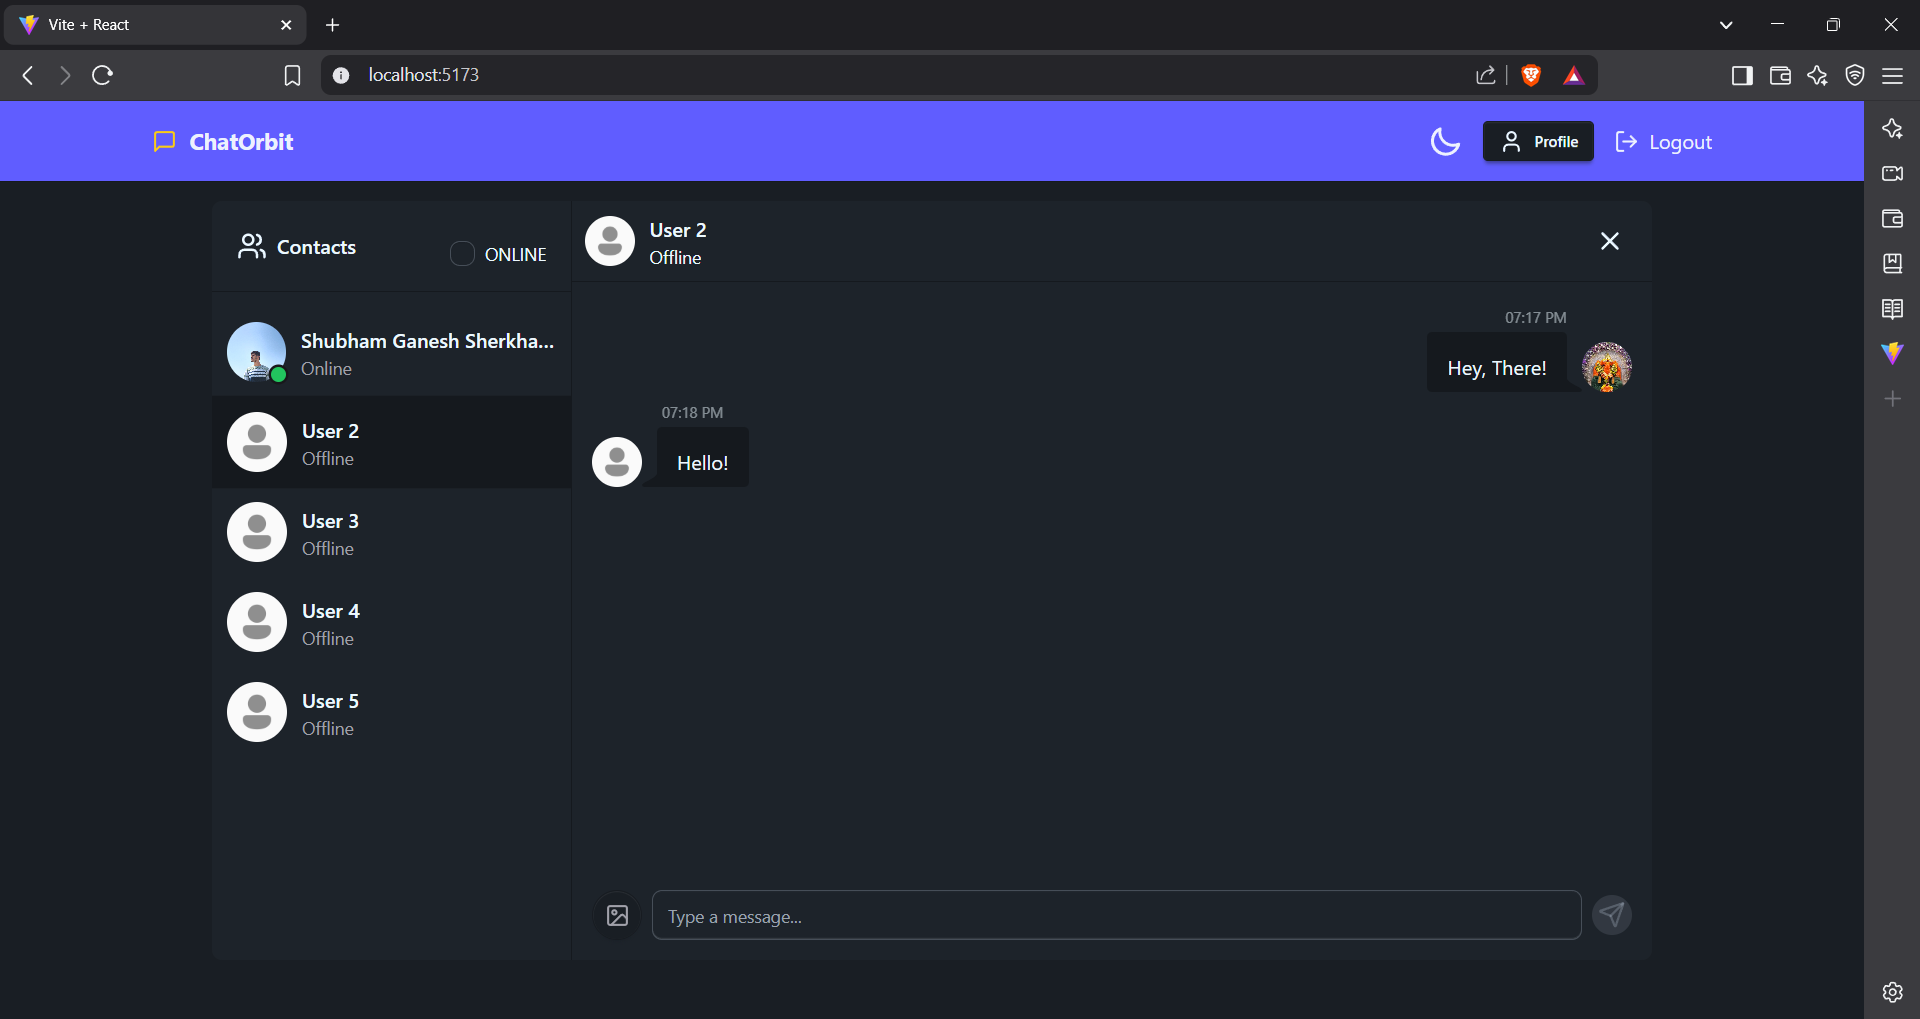 Vite + React
localhost:5173
ChatOrbit
Profile
Logout
Contacts
ONLINE
Shubham Ganesh Sherkha...
Online
User 2
Offline
User 3
Offline
User 4
Offline
User 5
Offline
User 2
Offline
07:17 PM
Hey, There!
07:18 PM
Hello!
Type a message...